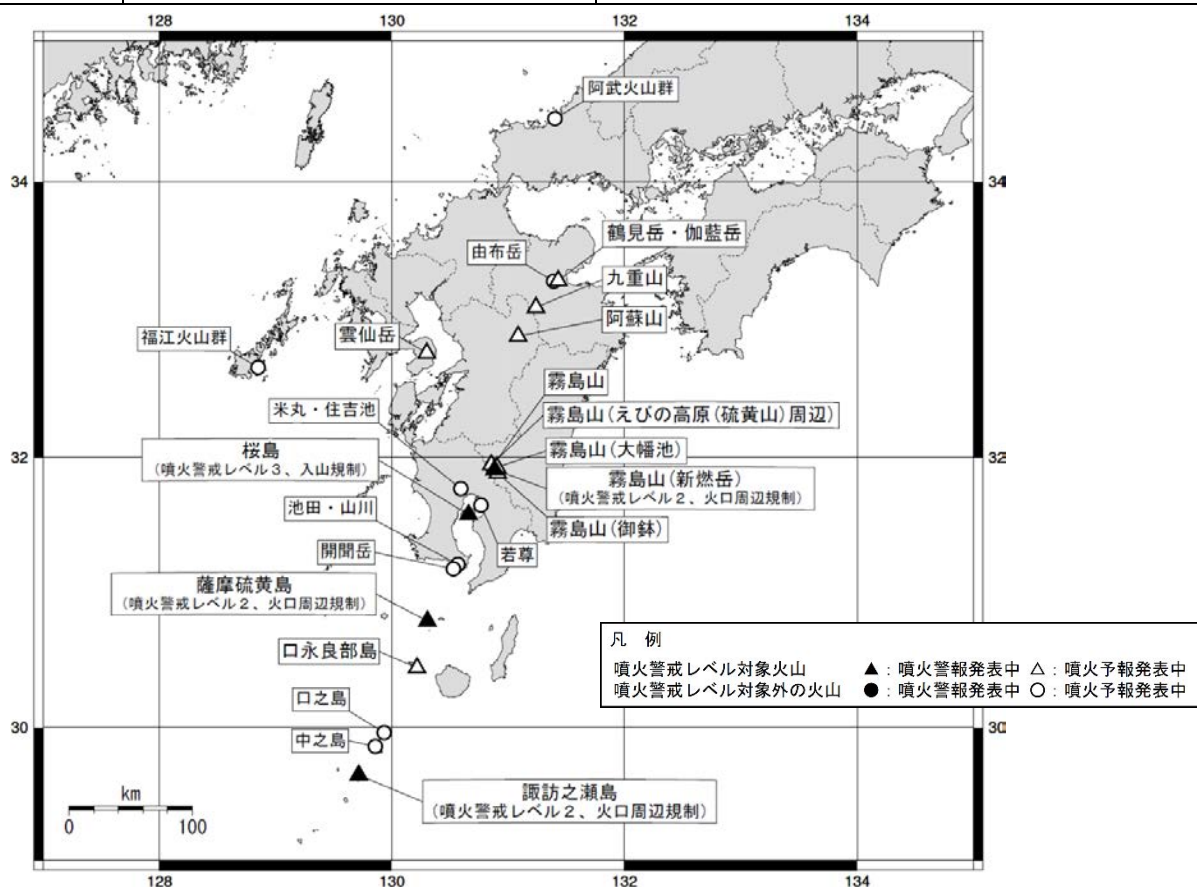 128
130
132
134
阿武火山群
34
34
鶴見岳・伽藍岳
由布岳
九重山
阿蘇山
福江火山群
雲仙岳
霧島山
米丸・住吉池
霧島山(えびの高原(硫黄山)周辺)
桜島
(噴火警戒レベル3、入山規制)
霧島山(大幡池)
32
32
霧島山(新燃岳)
(噴火警戒レベル2、火口周辺規制)
池田・山川
霧島山(御鉢)
開聞岳
若尊
薩摩硫黄島
(噴火警戒レベル2、火口周辺規制)
口永良部島
凡 例
噴火警戒レベル対象火山 ▲:噴火警報発表中 △:噴火予報発表中
噴火警戒レベル対象外の火山 ●:噴火警報発表中 ○:噴火予報発表中
口之島
30
30
中之島
諏訪之瀬島
(噴火警戒レベル2、火口周辺規制)
km
0 100
128
130
132
134